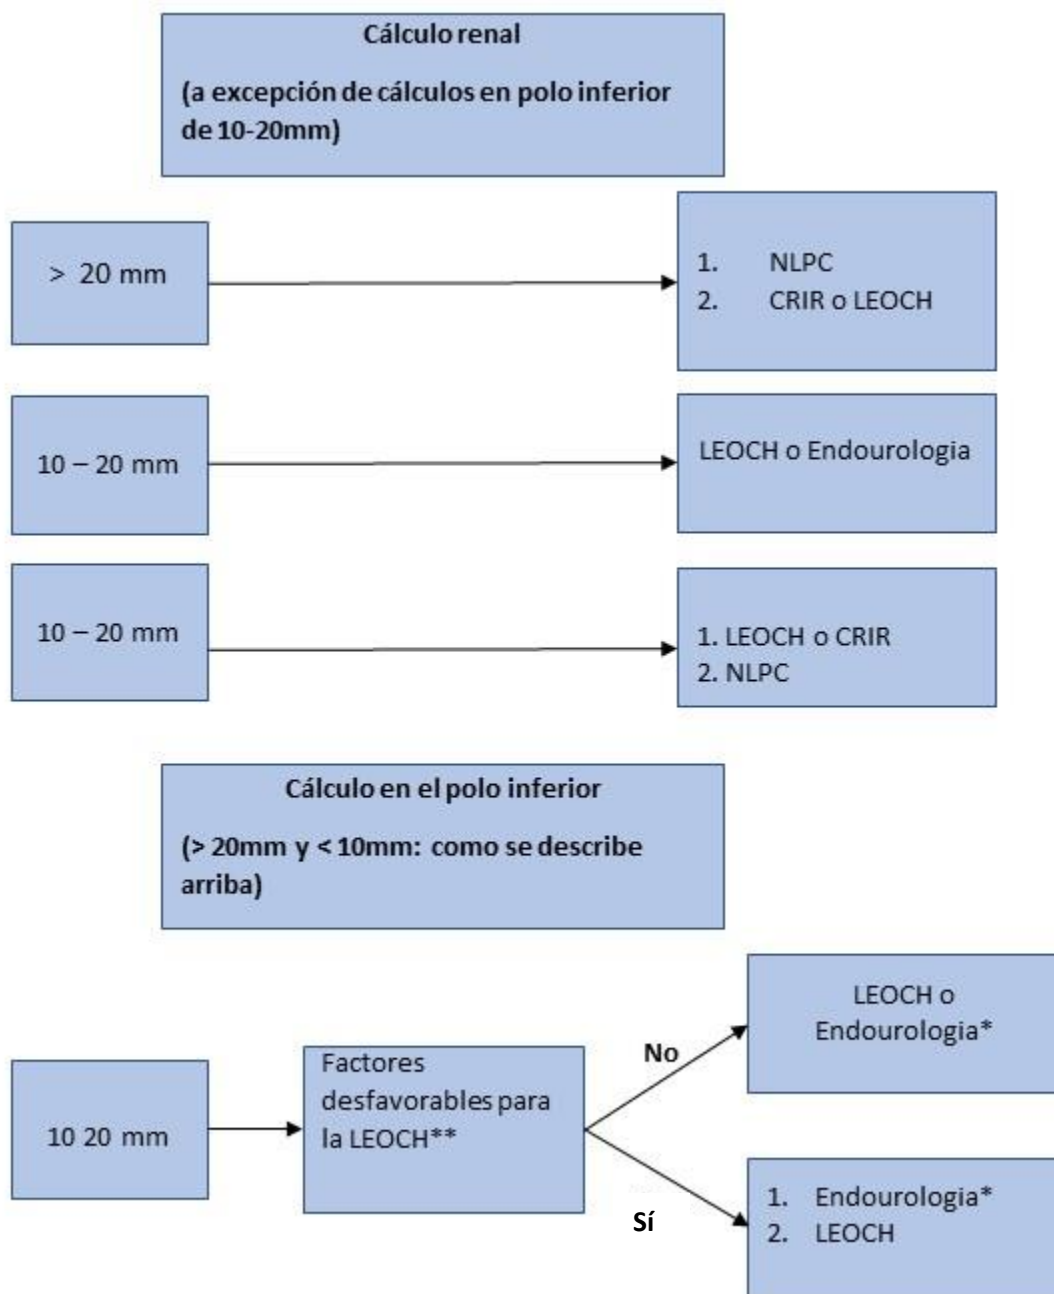 Cálculo renal
(a excepción de cálculos en polo inferior
de 10-20mm)
> 20 mm
1. NLPC
2. CRIR o LEOCH
10 – 20 mm
LEOCH o Endourologia
10 – 20 mm
1. LEOCH o CRIR
2. NLPC
Cálculo en el polo inferior
(> 20mm y < 10mm: como se describe
arriba)
10 20 mm
Factores
desfavorables para
la LEOCH**
No
LEOCH o
Endourologia*
Sí
1. Endourologia*
2. LEOCH